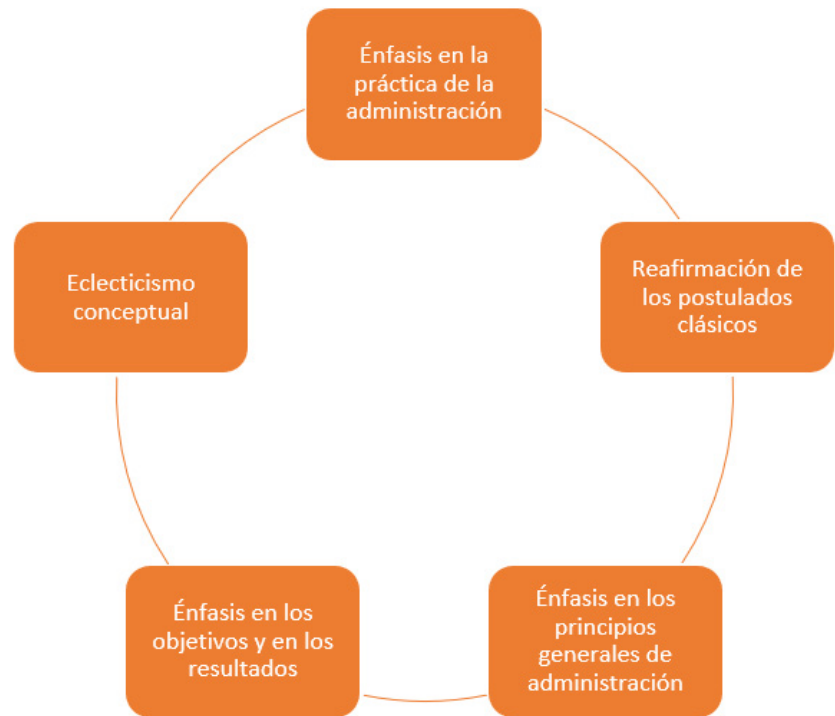 Énfasis en la
práctica de la
administración
Reafirmación de
los postulados
clásicos
Énfasis en los
principios
generales de
administración
Énfasis en los
objetivos y en los
resultados
Eclecticismo
conceptual